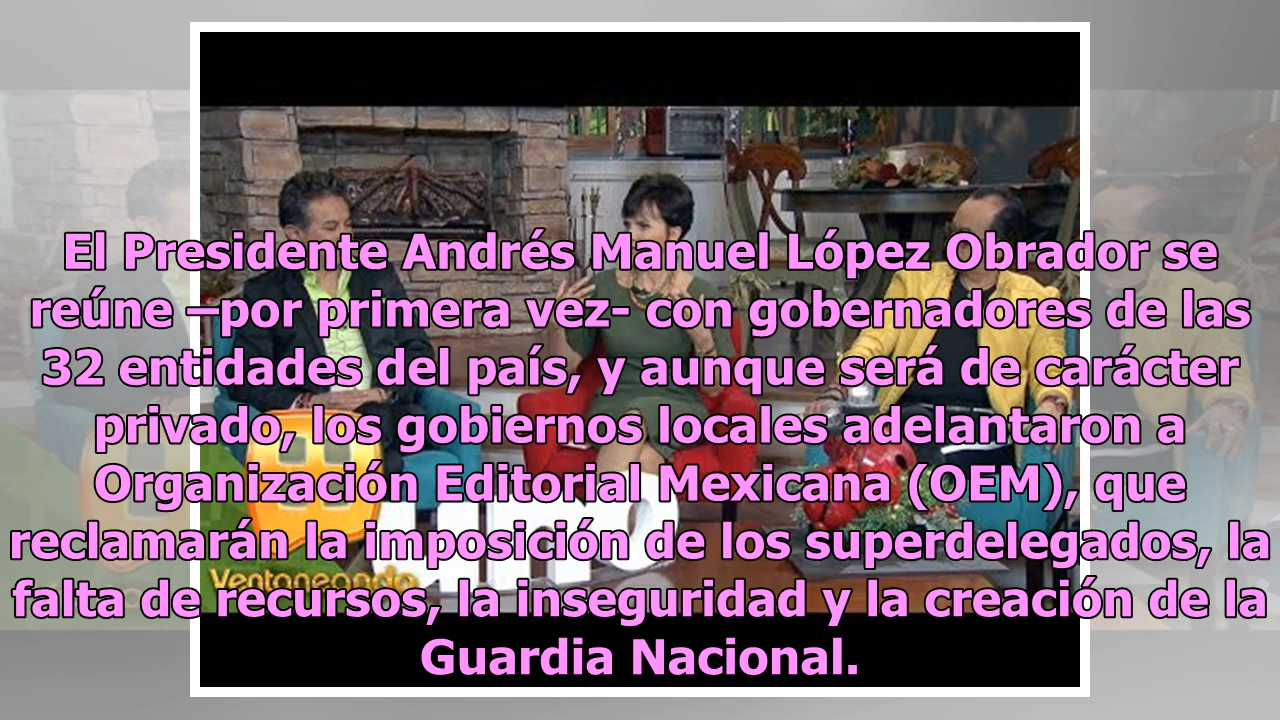 El Presidente Andrés Manuel López Obrador se
reúne –por primera vez- con gobernadores de las
32 entidades del país, y aunque será de carácter
privado, los gobiernos locales adelantaron a
Organización Editorial Mexicana (OEM), que
reclamarán la imposición de los superdelegados, la
falta de recursos, la inseguridad y la creación de la
Guardia Nacional.
Ventaneando